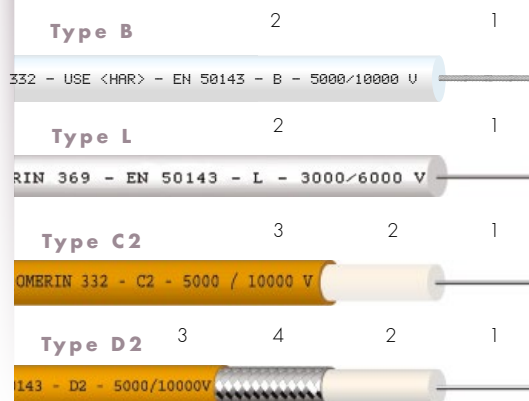 2 1
Type B
332 - USE <HAR> - EN 50143 - B - 5000/10000 V
2 1
Type L
RIN 369 - EN 50143 - L - 3000/6000 V
3 2 1
Type C2
OMERIN 332 - C2 - 5000 / 10000 V
3 4 2 1
Type D2
143 - D2 - 5000/10000V